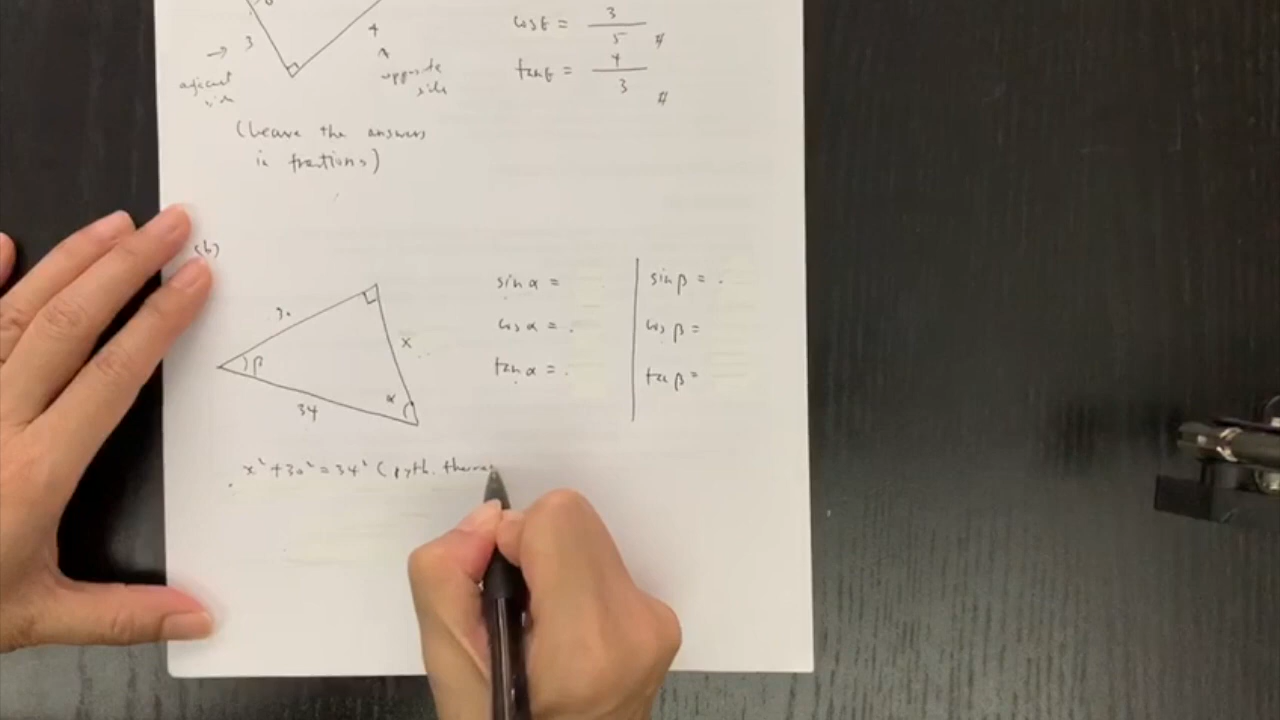 cos θ = 3/5 //
3
4
→
adjacent side
opposite side
tan θ = 4/3 //
(Leave the answers
in fractions)
(b)
30
β
x
α
34
sin α =
cos α =
tan α =
sin β =
cos β =
tan β =
x² + 30² = 34² (pyth. theore